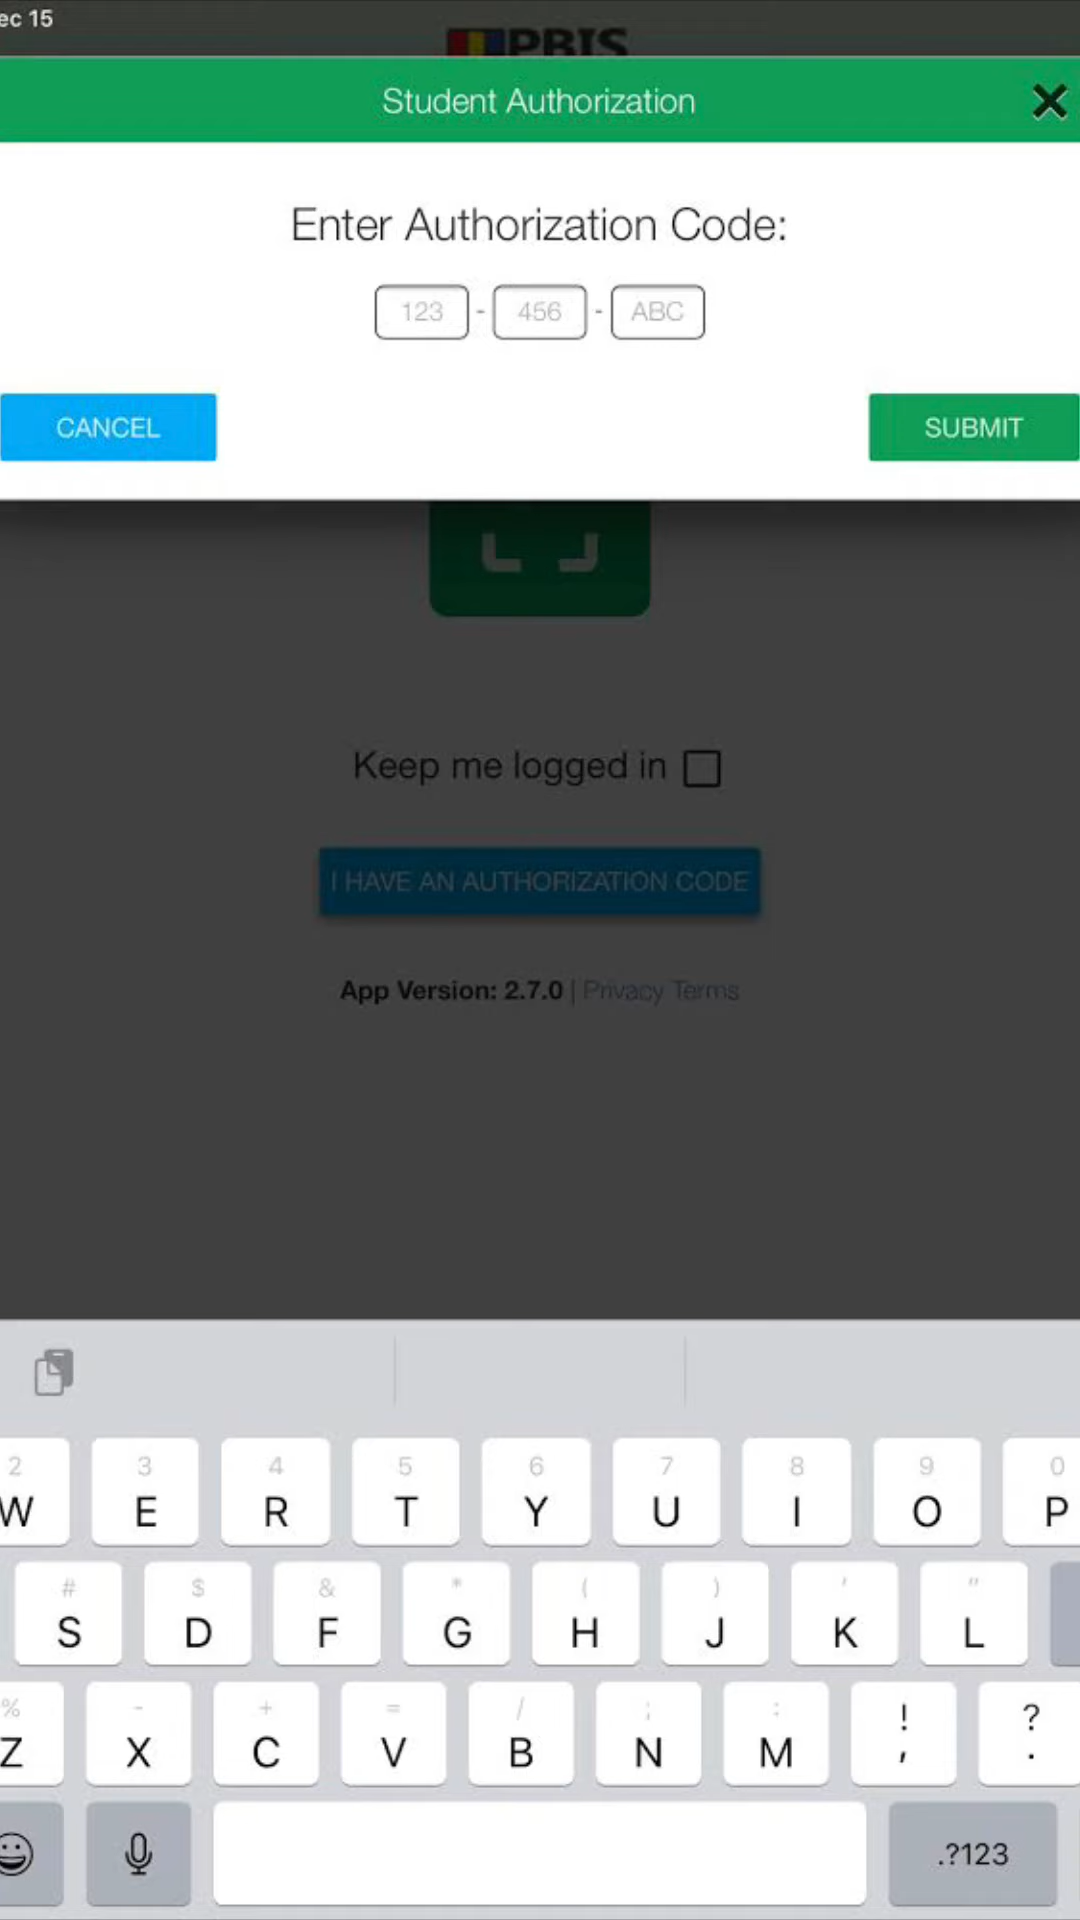 ec 15
PBIS
Student Authorization
Enter Authorization Code:
123 - 456 - ABC
CANCEL
SUBMIT
Keep me logged in
I HAVE AN AUTHORIZATION CODE
App Version: 2.7.0 | Privacy Terms
2 3 4 5 6 7 8 9 0
W E R T Y U I O P
# $ & * ( ) ' "
S D F G H J K L
% - + = / ; : ! ?
Z X C V B N M , .
.?123